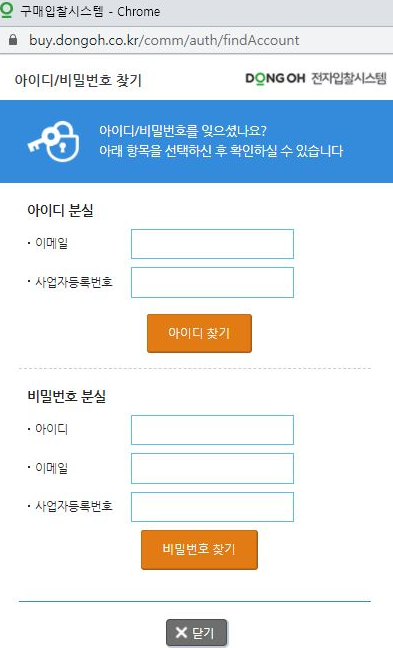 구매입찰시스템 - Chrome
buy.dongoh.co.kr/comm/auth/findAccount
아이디/비밀번호 찾기
DONG OH 전자입찰시스템
아이디/비밀번호를 잊으셨나요?
아래 항목을 선택하신 후 확인하실 수 있습니다
아이디 분실
· 이메일
· 사업자등록번호
아이디 찾기
비밀번호 분실
· 아이디
· 이메일
· 사업자등록번호
비밀번호 찾기
닫기